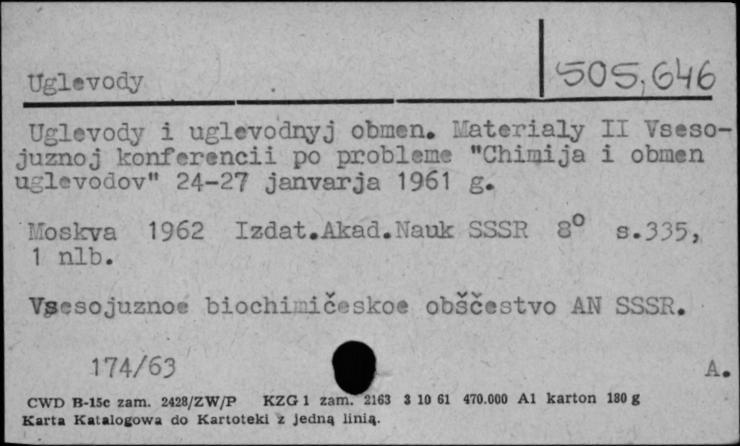 Uglevody
505,646
Uglevody i uglevodnyj obmen. Materialy II Vseso-
juznoj konferencii po probleme "Chimija i obmen
uglevodov" 24-27 janvarja 1961 g.
Moskva 1962 Izdat.Akad.Nauk SSSR 8° s.335,
1 nlb.
Vsesojuznoe biochimičeskoe obščestvo AN SSSR.
174/63
A.
CWD B-15c zam. 2428/ZW/P KZG 1 zam. 2163 3 10 61 470.000 A1 karton 180 g
Karta Katalogowa do Kartoteki z jedną linią.